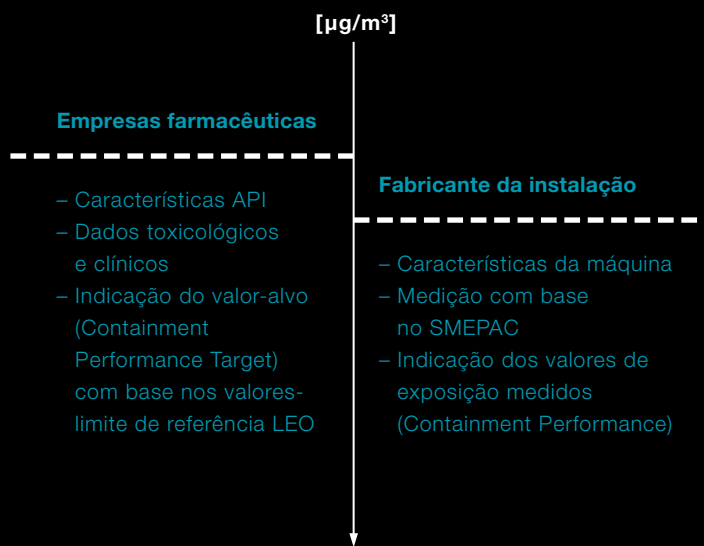 [µg/m³]
Empresas farmacêuticas
– Características API
– Dados toxicológicos
e clínicos
– Indicação do valor-alvo
(Containment
Performance Target)
com base nos valores-
limite de referência LEO
Fabricante da instalação
– Características da máquina
– Medição com base
no SMEPAC
– Indicação dos valores de
exposição medidos
(Containment Performance)